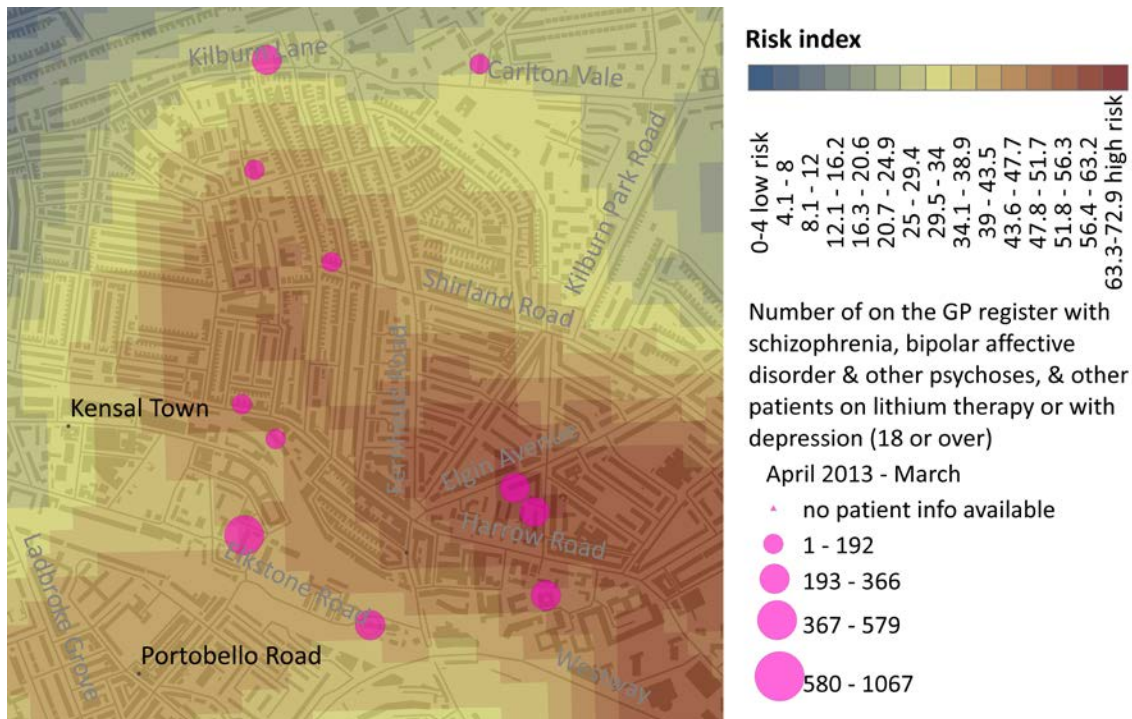 Kilburn Lane
Carlton Vale
Kilburn Park Road
Shirland Road
Kensal Town
Elgin Avenue
Harrow Road
Elkstone Road
Ladbroke Grove
Portobello Road
Westway
Risk index
0-4 low risk
4.1 - 8
8.1 - 12
12.1 - 16.2
16.3 - 20.6
20.7 - 24.9
25 - 29.4
29.5 - 34
34.1 - 38.9
39 - 43.5
43.6 - 47.7
47.8 - 51.7
51.8 - 56.3
56.4 - 63.2
63.3-72.9 high risk
Number of on the GP register with
schizophrenia, bipolar affective
disorder & other psychoses, & other
patients on lithium therapy or with
depression (18 or over)
April 2013 - March
no patient info available
1 - 192
193 - 366
367 - 579
580 - 1067